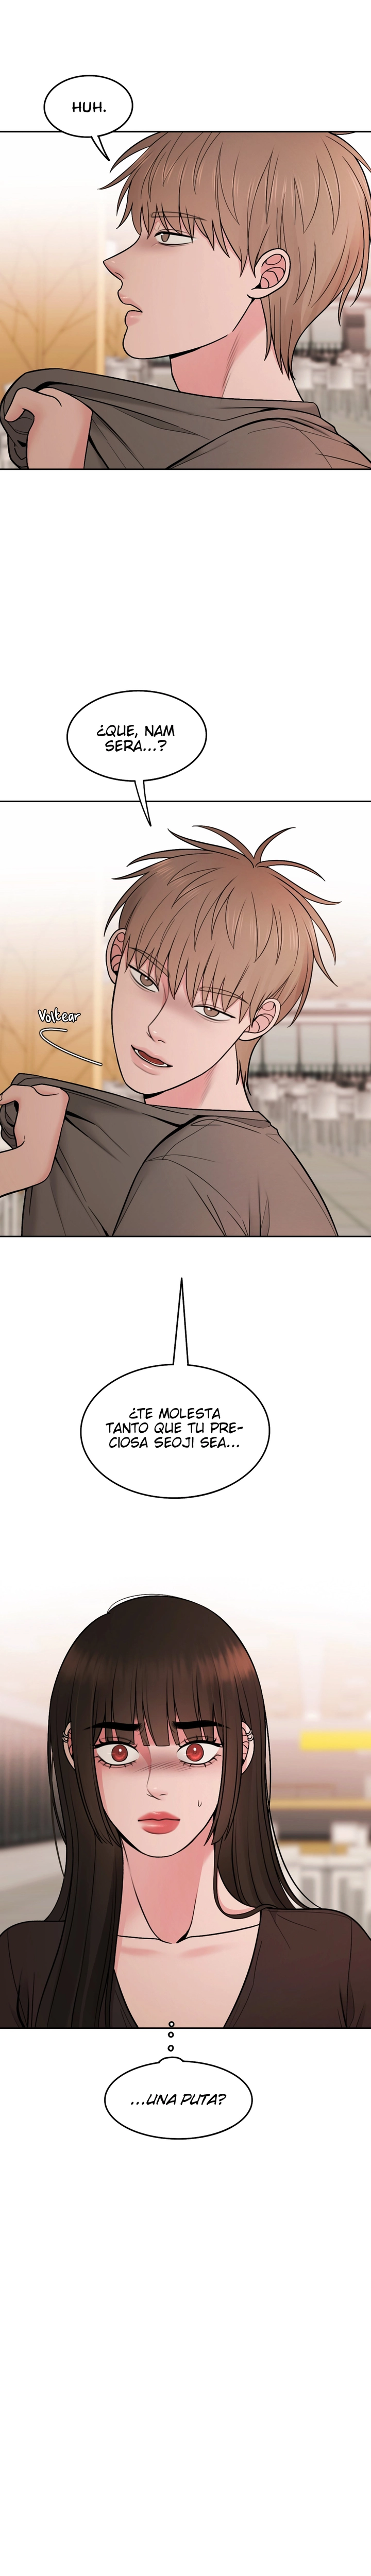 HUH.
¿QUE, NAM
SERA...?
Voltear
¿TE MOLESTA
TANTO QUE TU PRE-
CIOSA SEOJI SEA...
...UNA PUTA?